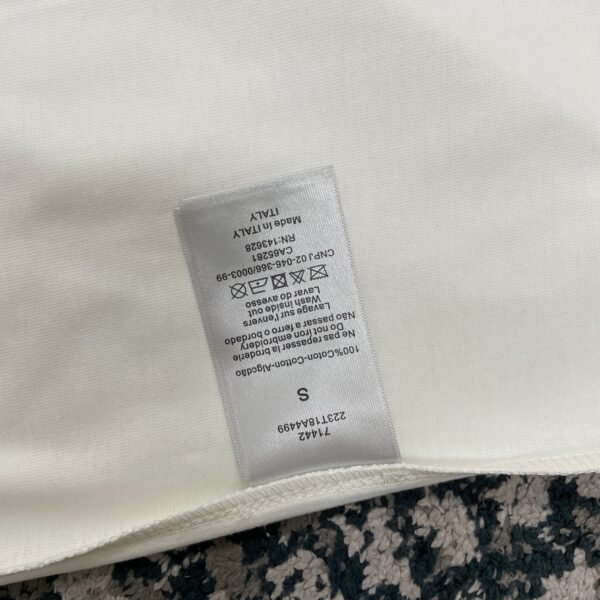 71442
223T18A4499
S
100%Coton-Cotton-Algodão
Ne pas repasser la broderie
Do not iron embroidery
Não passar a ferro o bordado
Lavage sur l'envers
Wash inside out
Lavar do avesso
CNPJ 02-046-366/0003-99
CA65281
RN:143628
Made in ITALY
ITALY